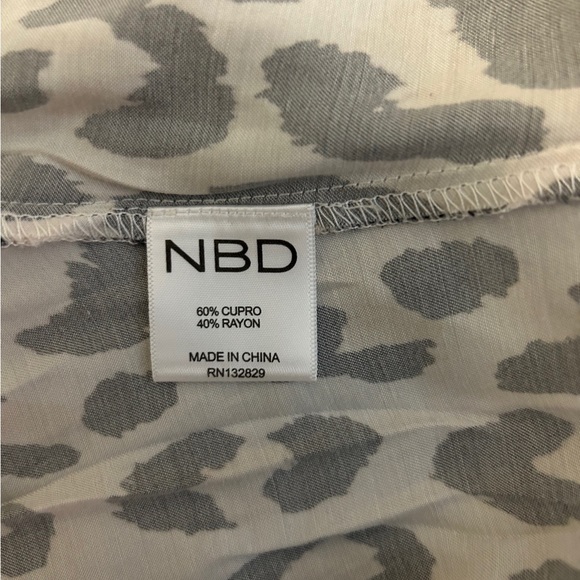 NBD
60% CUPRO
40% RAYON
MADE IN CHINA
RN132829